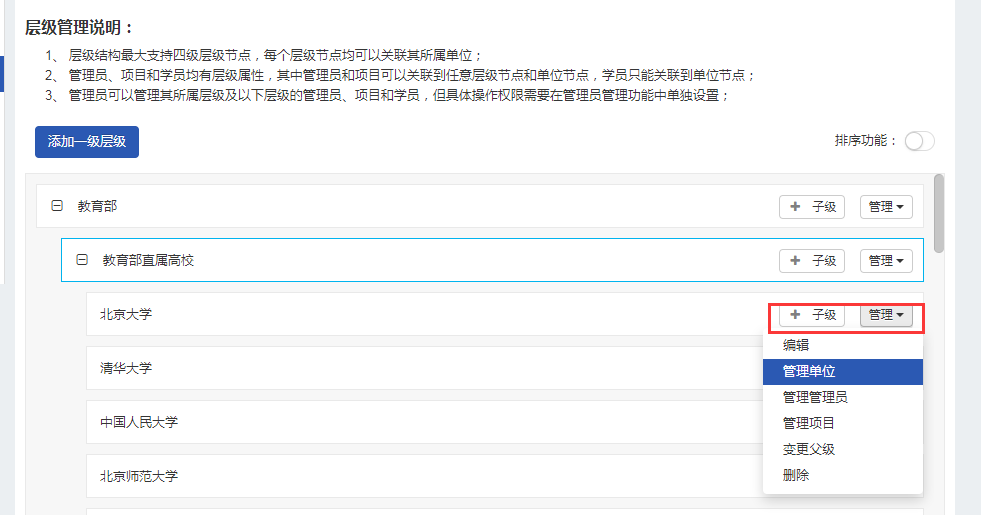 层级管理说明：
1、 层级结构最大支持四级层级节点，每个层级节点均可以关联其所属单位；
2、 管理员、项目和学员均有层级属性，其中管理员和项目可以关联到任意层级节点和单位节点，学员只能关联到单位节点；
3、 管理员可以管理其所属层级及以下层级的管理员、项目和学员，但具体操作权限需要在管理员管理功能中单独设置；
添加一级层级 排序功能：
教育部 子级 管理
教育部直属高校 子级 管理
北京大学 子级 管理
编辑
清华大学 管理单位
管理管理员
中国人民大学 管理项目
变更父级
北京师范大学 删除